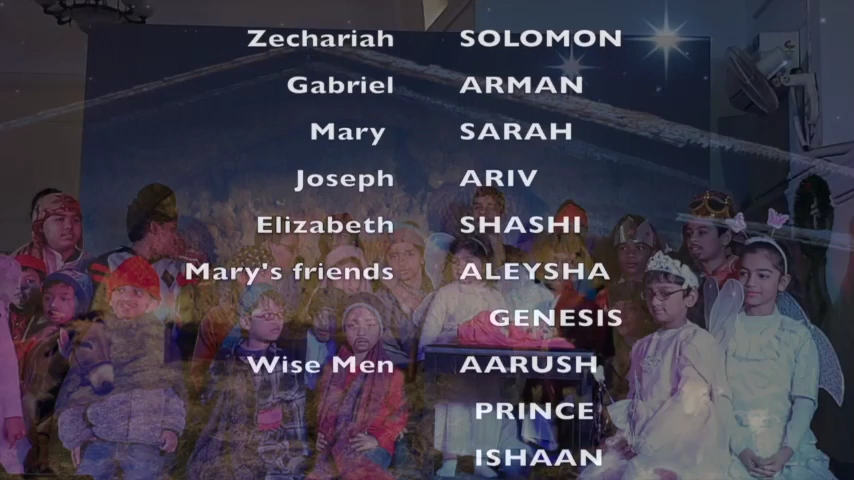 Zechariah SOLOMON
Gabriel ARMAN
Mary SARAH
Joseph ARIV
Elizabeth SHASHI
Mary's friends ALEYSHA
GENESIS
Wise Men AARUSH
PRINCE
ISHAAN